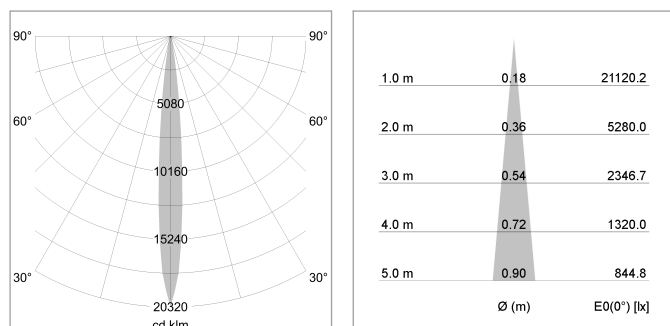 90° 90°
5080
60° 60°
10160
15240
30° 30°
20320
cd klm
1.0 m 0.18 21120.2
2.0 m 0.36 5280.0
3.0 m 0.54 2346.7
4.0 m 0.72 1320.0
5.0 m 0.90 844.8
Ø (m) E0(0°) [lx]